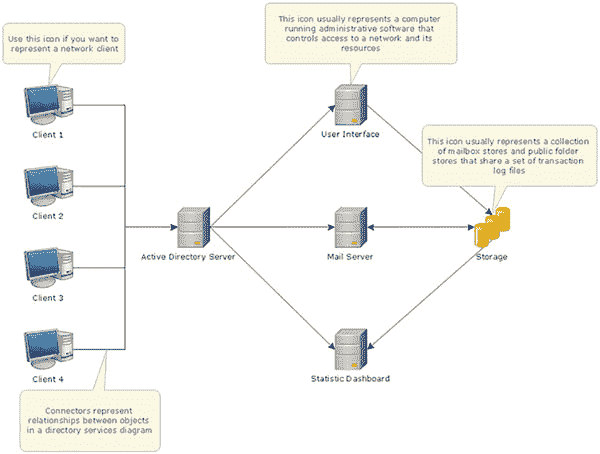 Use this icon if you want to
represent a network client
This icon usually represents a computer
running administrative software that
controls access to a network and its
resources
Client 1
User Interface
This icon usually represents a collection
of mailbox stores and public folder
stores that share a set of transaction
log files
Client 2
Active Directory Server
Mail Server
Storage
Client 3
Client 4
Statistic Dashboard
Connectors represent
relationships between objects
in a directory services diagram